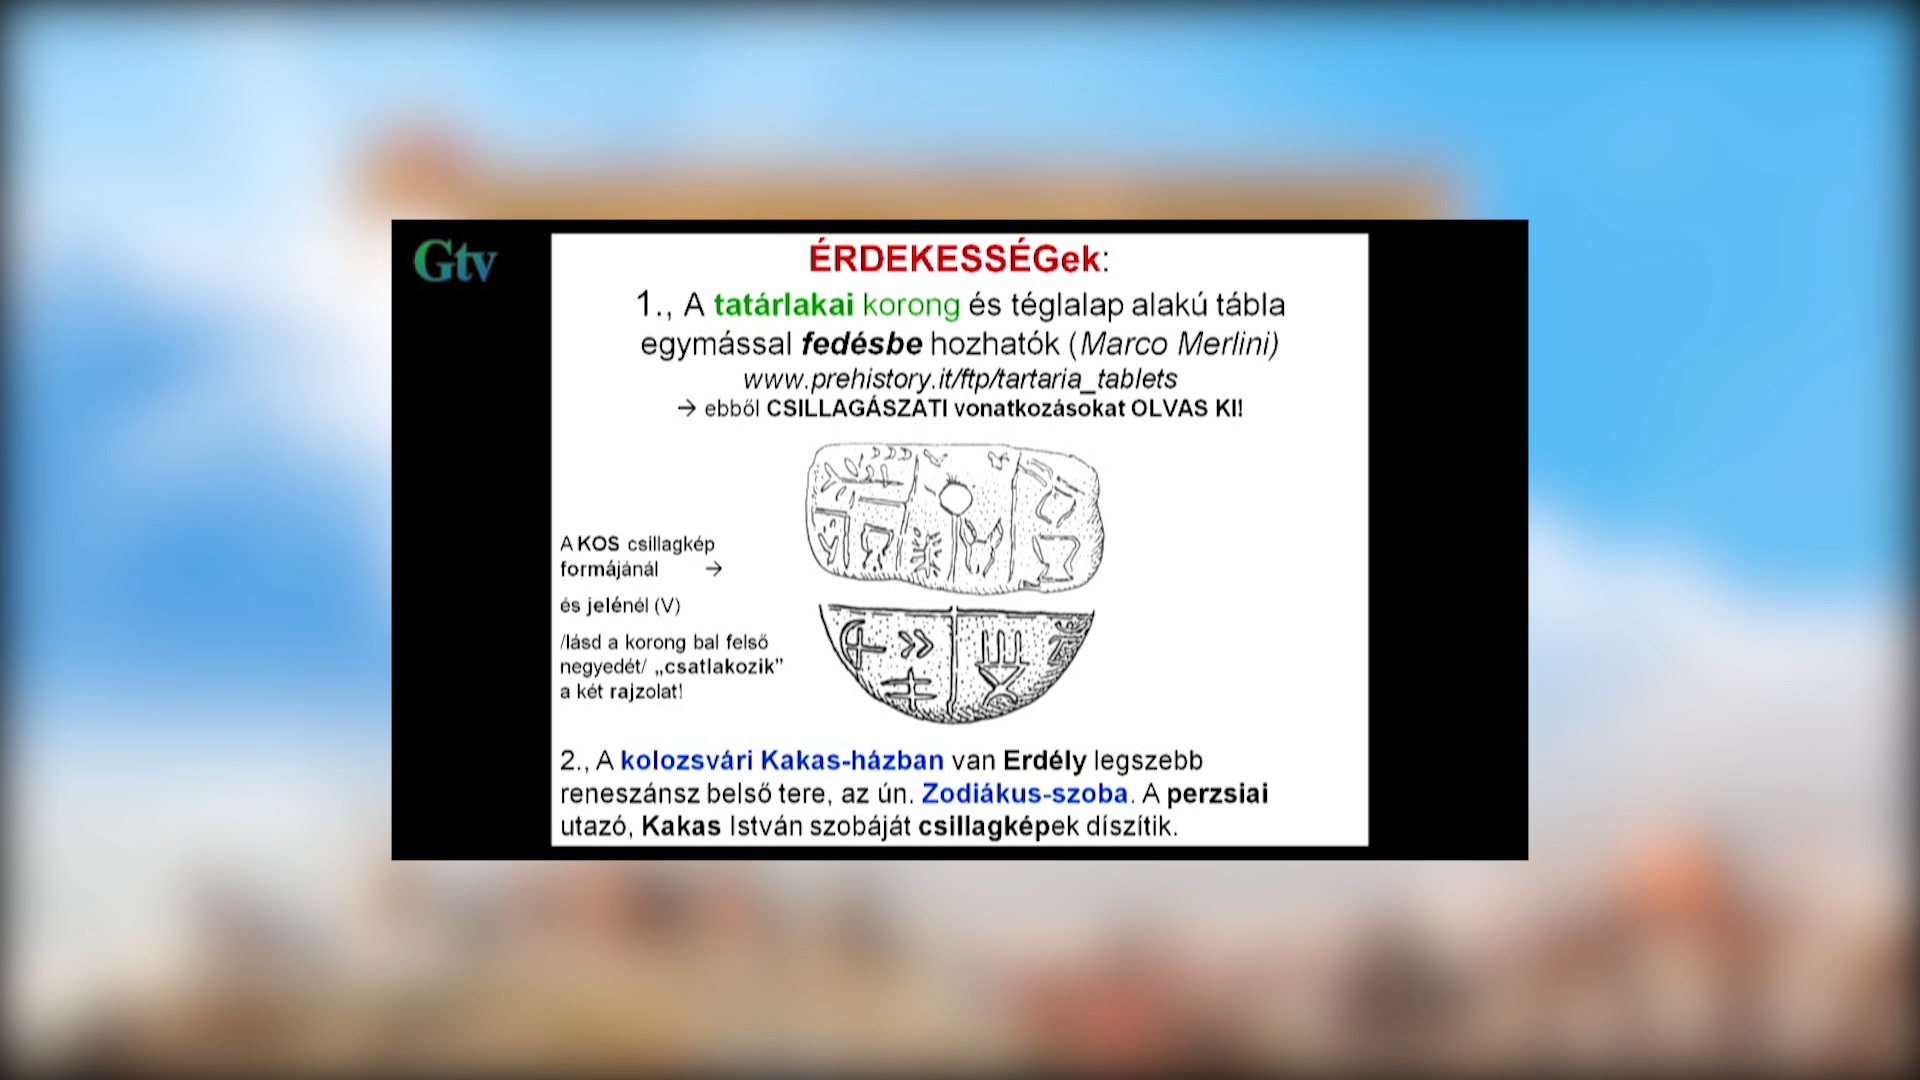 Gtv
ÉRDEKESSÉGek:
1., A tatárlakai korong és téglalap alakú tábla
egymással fedésbe hozhatók (Marco Merlini)
www.prehistory.it/ftp/tartaria_tablets
→ ebből CSILLAGÁSZATI vonatkozásokat OLVAS KI!
A KOS csillagkép
formájánál →
és jelénél (V)
/lásd a korong bal felső
negyedét/ „csatlakozik”
a két rajzolat!
2., A kolozsvári Kakas-házban van Erdély legszebb
reneszánsz belső tere, az ún. Zodiákus-szoba. A perzsiai
utazó, Kakas István szobáját csillagképek díszítik.